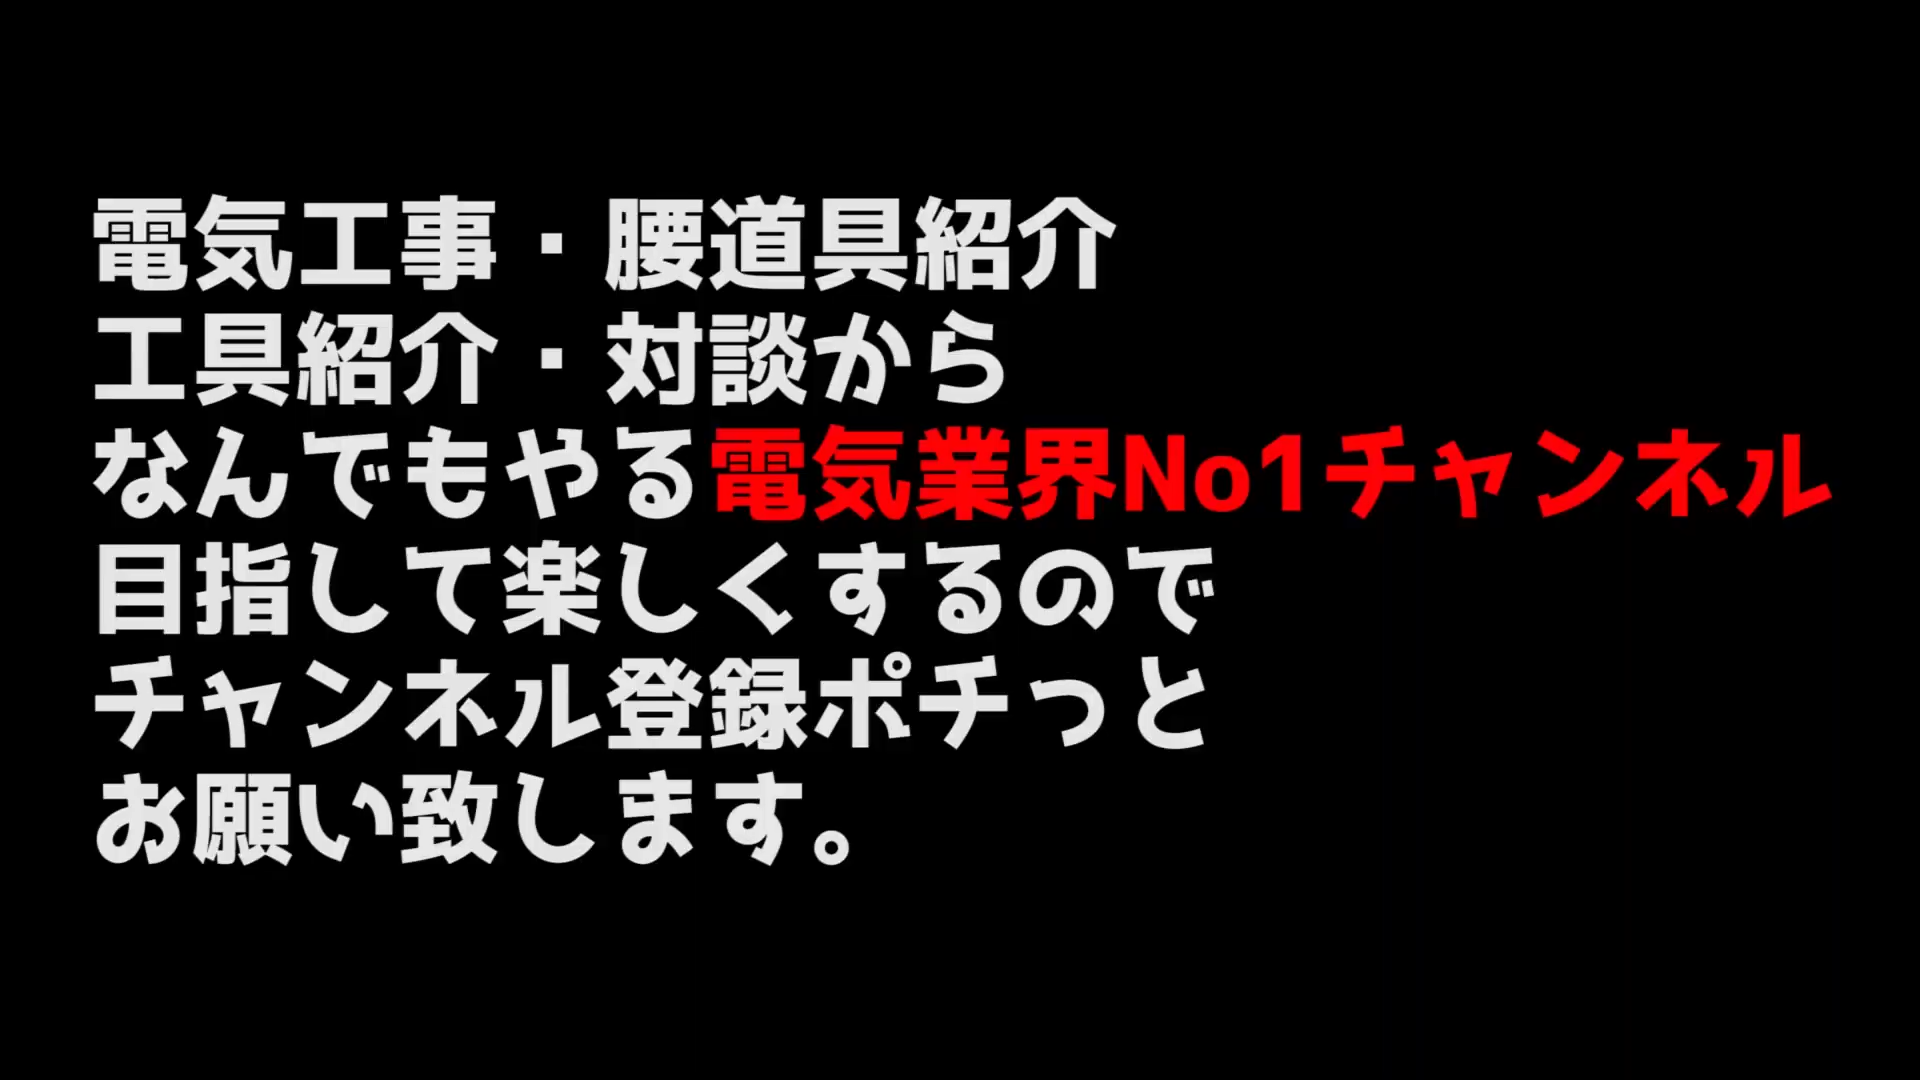 電気工事・腰道具紹介
工具紹介・対談から
なんでもやる電気業界No1チャンネル
目指して楽しくするので
チャンネル登録ポチっと
お願い致します。